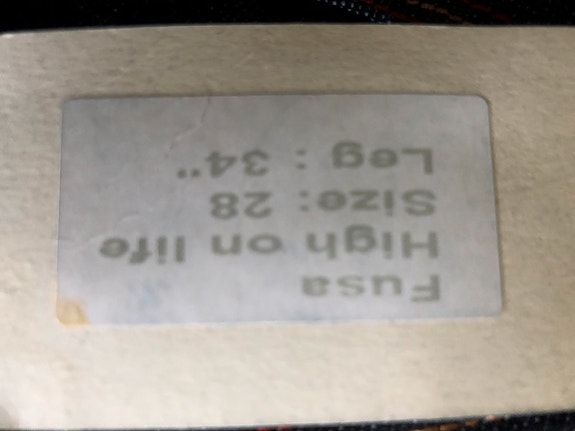 Fusa
High on life
Size: 28
Leg : 34"